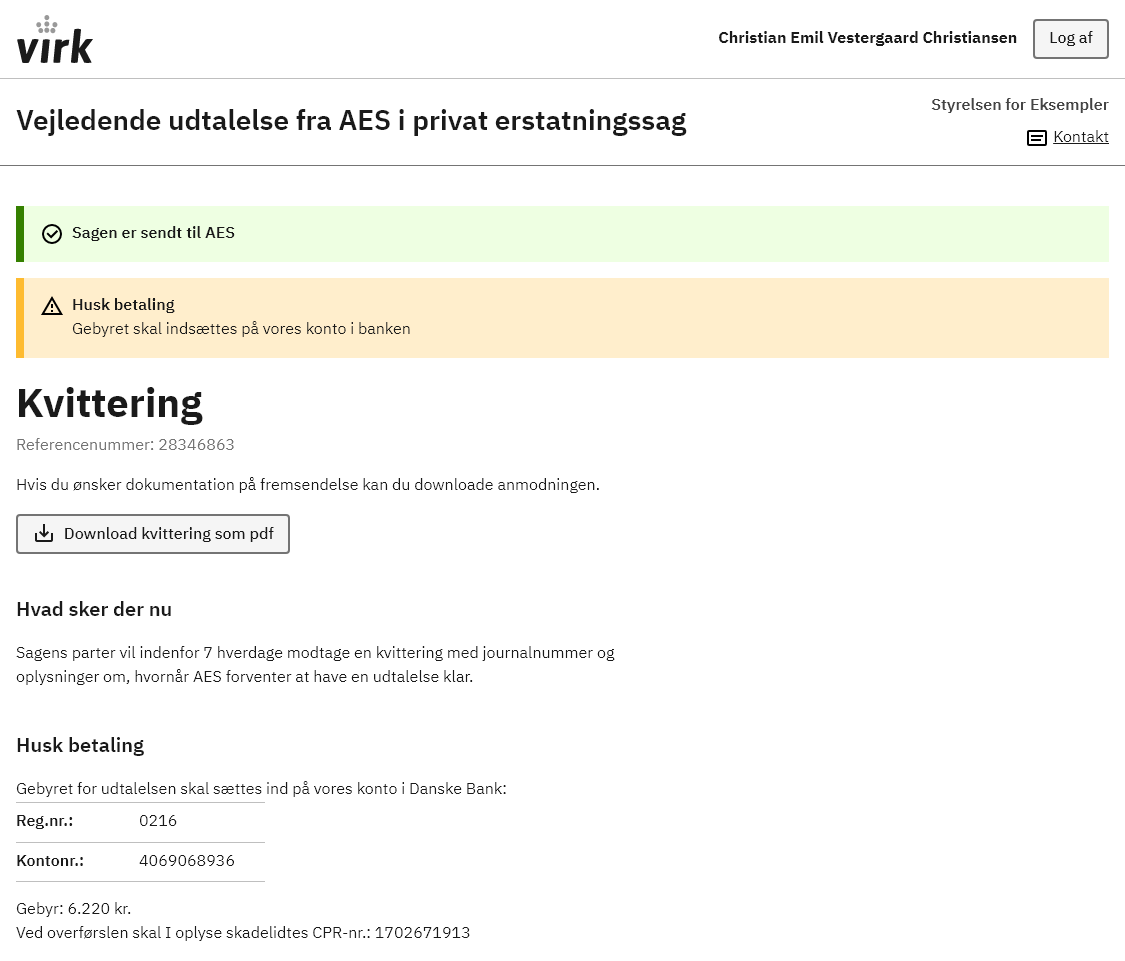 virk
Christian Emil Vestergaard Christiansen
Log af
Vejledende udtalelse fra AES i privat erstatningssag
Styrelsen for Eksempler
Kontakt
Sagen er sendt til AES
Husk betaling
Gebyret skal indsættes på vores konto i banken
Kvittering
Referencenummer: 28346863
Hvis du ønsker dokumentation på fremsendelse kan du downloade anmodningen.
Download kvittering som pdf
Hvad sker der nu
Sagens parter vil indenfor 7 hverdage modtage en kvittering med journalnummer og
oplysninger om, hvornår AES forventer at have en udtalelse klar.
Husk betaling
Gebyret for udtalelsen skal sættes ind på vores konto i Danske Bank:
Reg.nr.: 0216
Kontonr.: 4069068936
Gebyr: 6.220 kr.
Ved overførslen skal I oplyse skadelidtes CPR-nr.: 1702671913